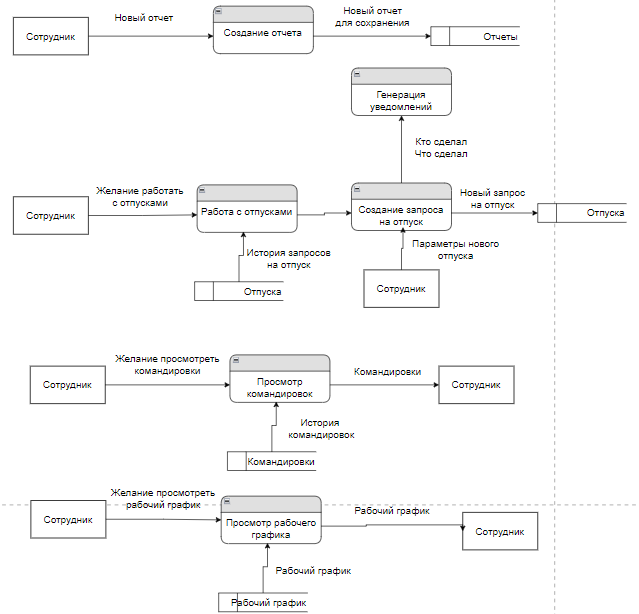 Новый отчет
Новый отчет
для сохранения
Сотрудник
Создание отчета
Отчеты
Генерация
уведомлений
Кто сделал
Что сделал
Желание работать
с отпусками
Новый запрос
на отпуск
Сотрудник
Работа с отпусками
Создание запроса
на отпуск
Отпуска
История запросов
на отпуск
Параметры нового
отпуска
Отпуска
Сотрудник
Желание просмотреть
командировки
Командировки
Сотрудник
Просмотр
командировок
Сотрудник
История
командировок
Командировки
Желание просмотреть
рабочий график
Рабочий график
Сотрудник
Просмотр рабочего
графика
Сотрудник
Рабочий график
Рабочий график